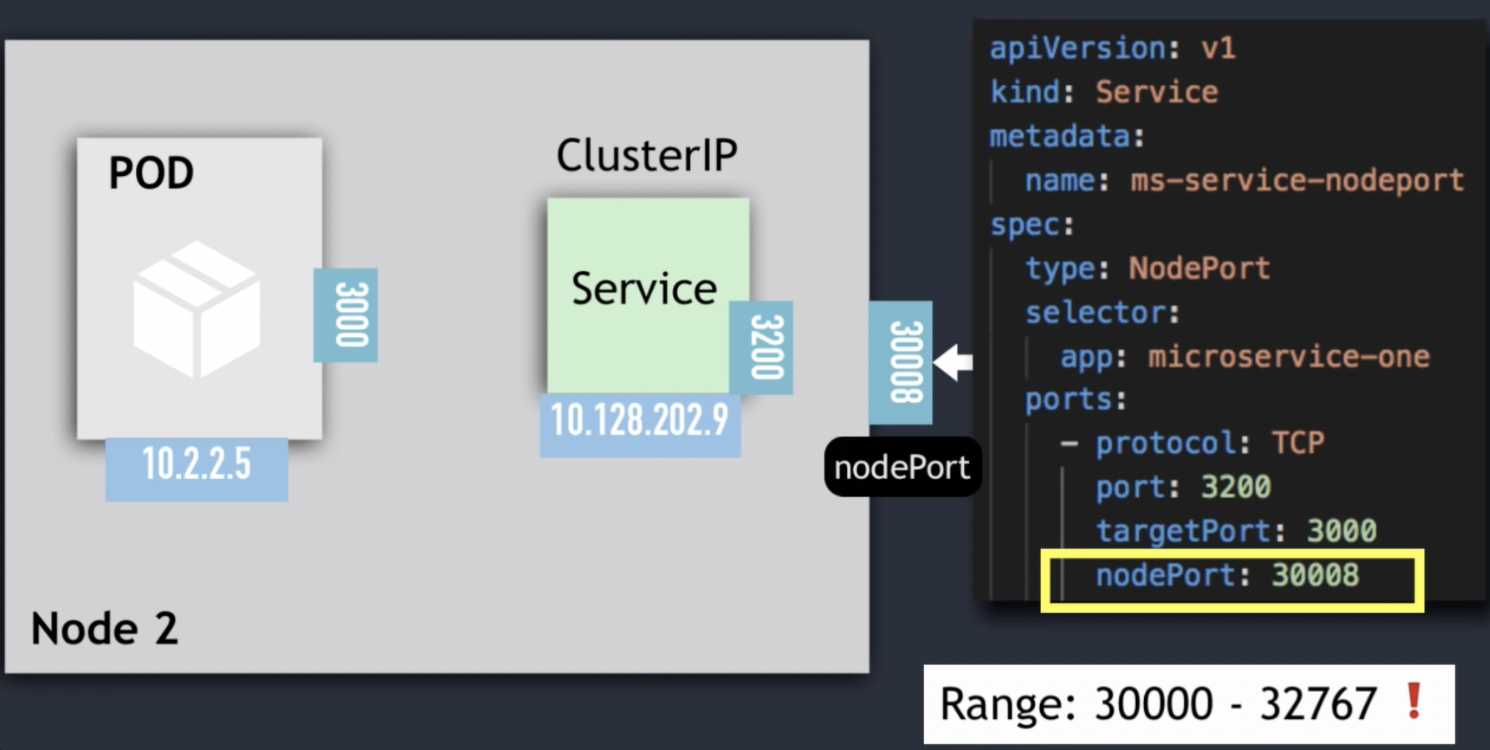 POD
3000
10.2.2.5
ClusterIP
Service
3200
10.128.202.9
30008
nodePort
Node 2
apiVersion: v1
kind: Service
metadata:
name: ms-service-nodeport
spec:
type: NodePort
selector:
app: microservice-one
ports:
- protocol: TCP
port: 3200
targetPort: 3000
nodePort: 30008
Range: 30000 - 32767 !